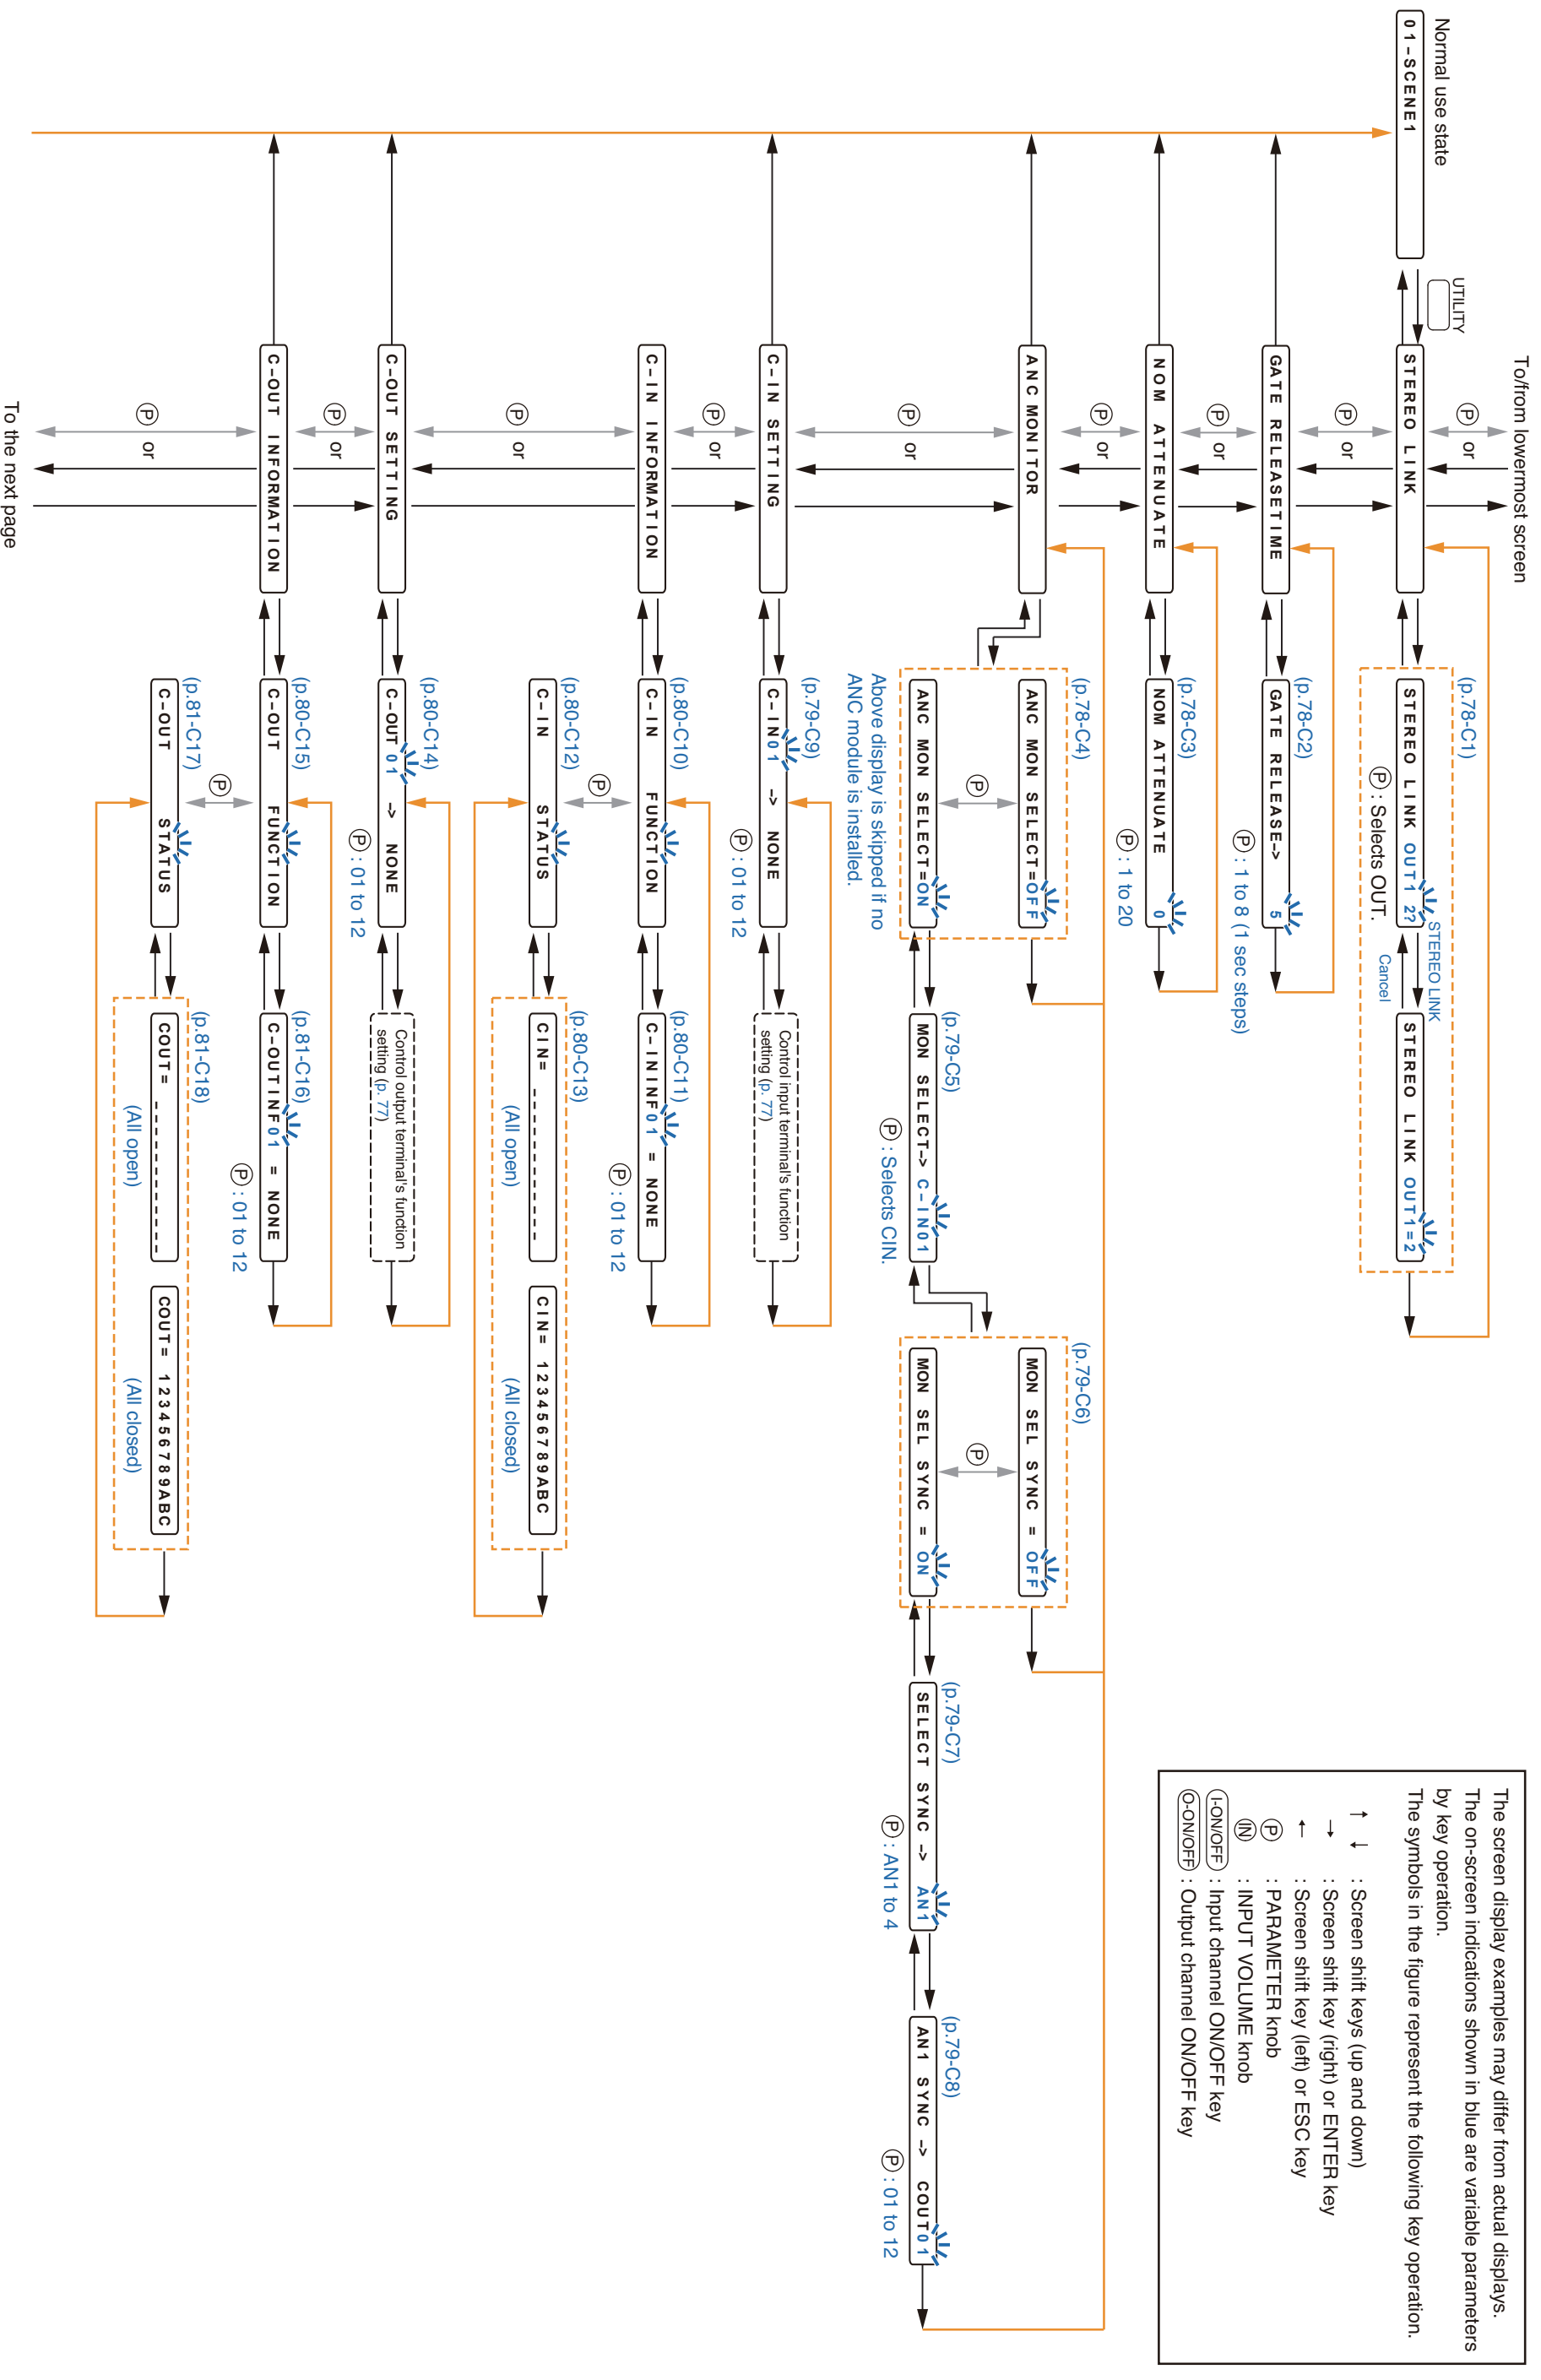 Normal use state
01-SCENE1
UTILITY
To/from lowermost screen
P or
STEREO LINK
(p.78-C1)
STEREO LINK OUT1 2?
P : Selects OUT.
STEREO LINK
Cancel
STEREO LINK OUT1=2
P or
GATE RELEASETIME
(p.78-C2)
GATE RELEASE-> 5
P : 1 to 8 (1 sec steps)
P or
NOM ATTENUATE
(p.78-C3)
NOM ATTENUATE 0
P : 1 to 20
P or
ANC MONITOR
(p.78-C4)
ANC MON SELECT=OFF
P
ANC MON SELECT=ON
Above display is skipped if no
ANC module is installed.
(p.79-C5)
MON SELECT-> C-IN01
P : Selects CIN.
(p.79-C6)
MON SEL SYNC = OFF
P
MON SEL SYNC = ON
(p.79-C7)
SELECT SYNC -> AN1
P : AN1 to 4
(p.79-C8)
AN1 SYNC -> COUT01
P : 01 to 12
P or
C-IN SETTING
(p.79-C9)
C-IN01 -> NONE
P : 01 to 12
Control input terminal's function
setting (p. 77)
P or
C-IN INFORMATION
(p.80-C10)
C-IN FUNCTION
(p.80-C11)
C-ININF01 = NONE
P : 01 to 12
P
(p.80-C12)
C-IN STATUS
(p.80-C13)
CIN= ------------
(All open)
CIN= 123456789ABC
(All closed)
P or
C-OUT SETTING
(p.80-C14)
C-OUT01 -> NONE
P : 01 to 12
Control output terminal's function
setting (p. 77)
P or
C-OUT INFORMATION
(p.80-C15)
C-OUT FUNCTION
(p.81-C16)
C-OUTINF01 = NONE
P : 01 to 12
P
(p.81-C17)
C-OUT STATUS
(p.81-C18)
COUT= ------------
(All open)
COUT= 123456789ABC
(All closed)
P or
To the next page
The screen display examples may differ from actual displays.
The on-screen indications shown in blue are variable parameters
by key operation.
The symbols in the figure represent the following key operation.
↑ ↓ : Screen shift keys (up and down)
→ : Screen shift key (right) or ENTER key
← : Screen shift key (left) or ESC key
P : PARAMETER knob
IN : INPUT VOLUME knob
I-ON/OFF : Input channel ON/OFF key
O-ON/OFF : Output channel ON/OFF key